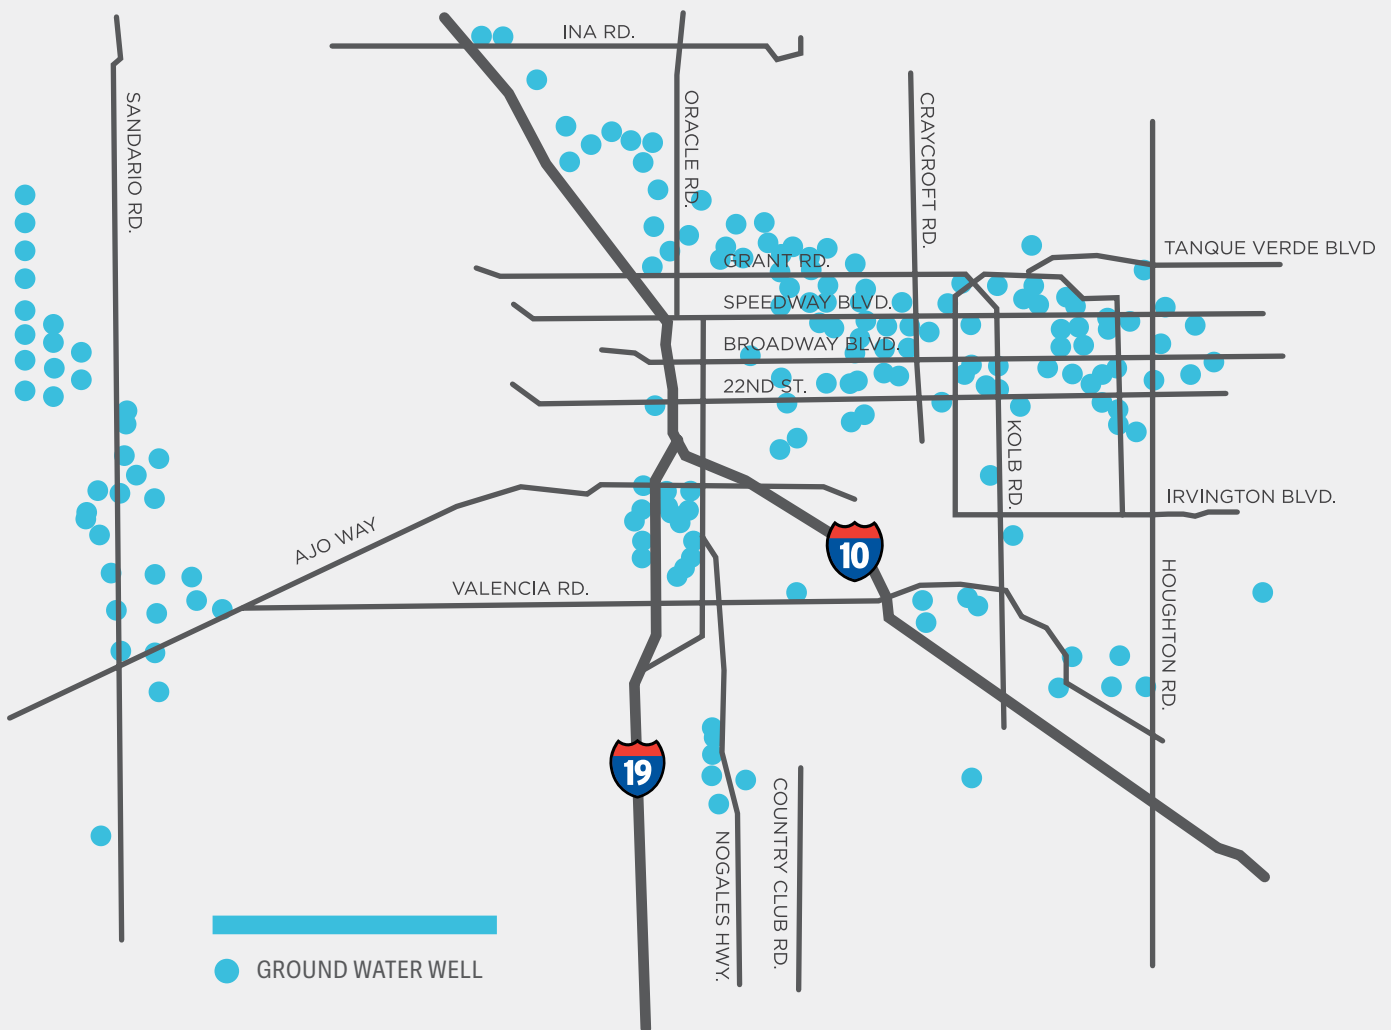 INA RD.
SANDARIO RD.
ORACLE RD.
CRAYCROFT RD.
TANQUE VERDE BLVD
GRANT RD.
SPEEDWAY BLVD.
BROADWAY BLVD.
22ND ST.
KOLB RD.
IRVINGTON BLVD.
AJO WAY
10
VALENCIA RD.
HOUGHTON RD.
19
NOGALES HWY.
COUNTRY CLUB RD.
GROUND WATER WELL